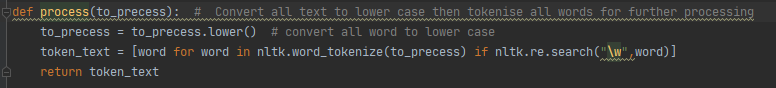 def process(to_precess):  #  Convert all text to lower case then tokenise all words for further processing
    to_precess = to_precess.lower()  # convert all word to lower case
    token_text = [word for word in nltk.word_tokenize(to_precess) if nltk.re.search("\w",word)]
    return token_text